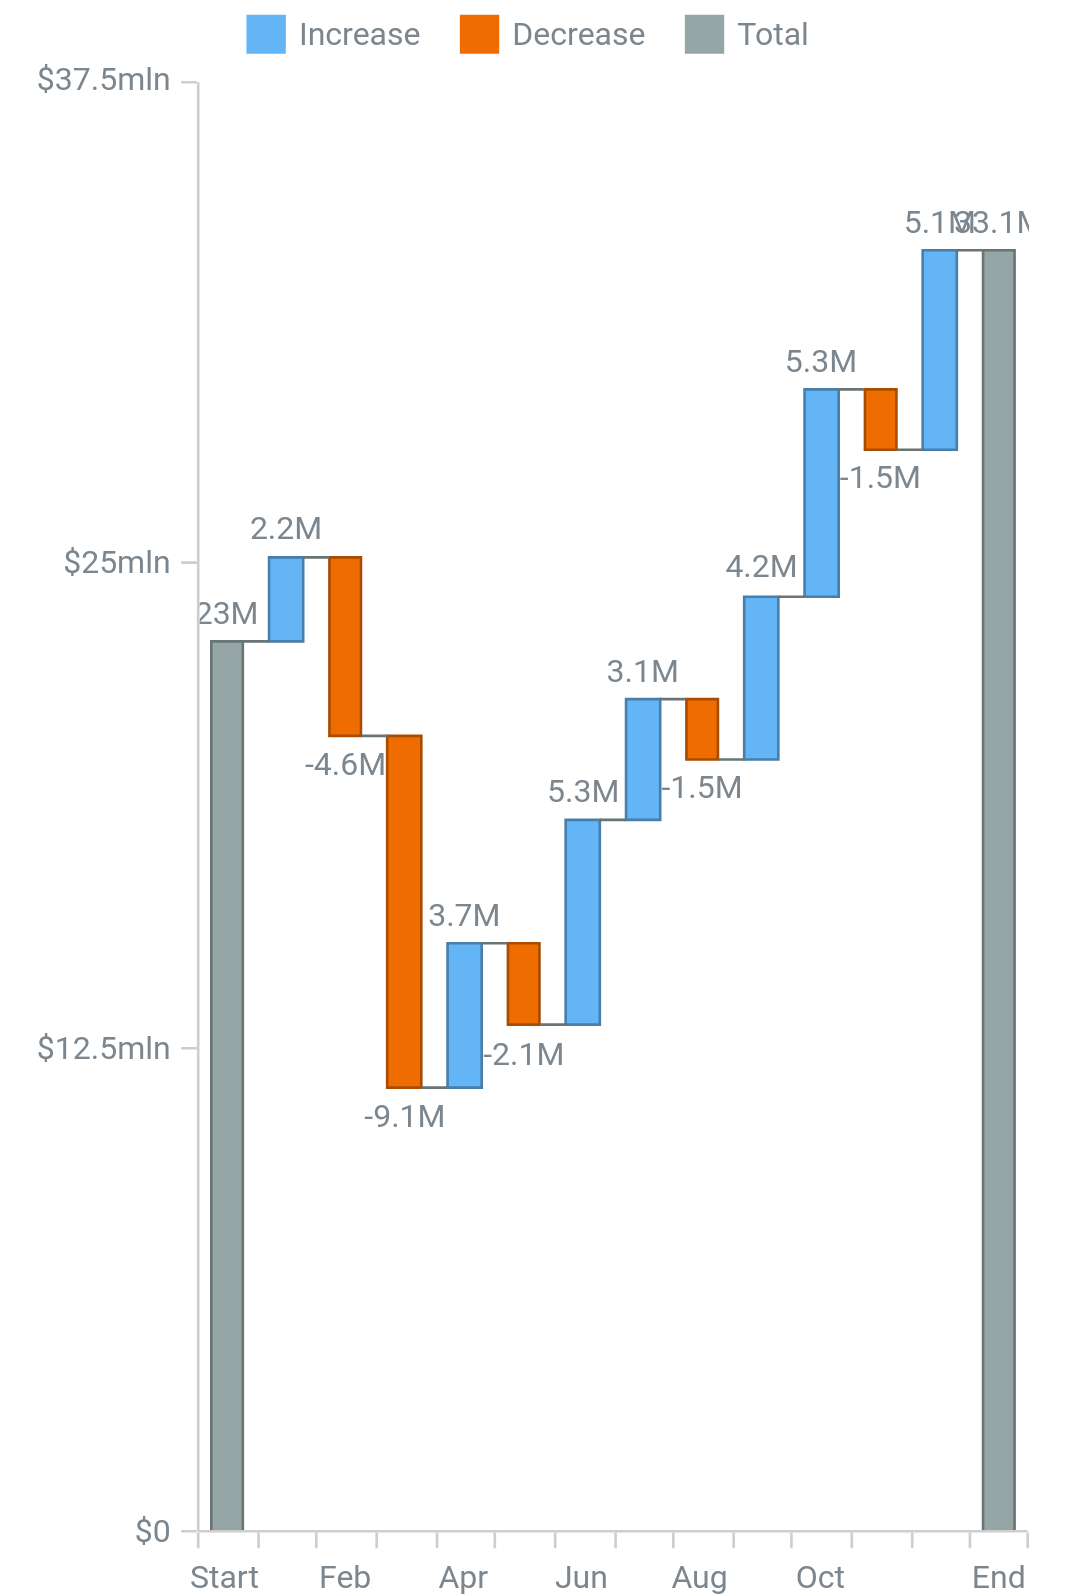 Increase Decrease Total
$37.5mln
5.1M 33.1M
5.3M
-1.5M
2.2M
$25mln
4.2M
23M
3.1M
-4.6M
-1.5M
5.3M
3.7M
$12.5mln
-2.1M
-9.1M
$0
Start Feb Apr Jun Aug Oct End